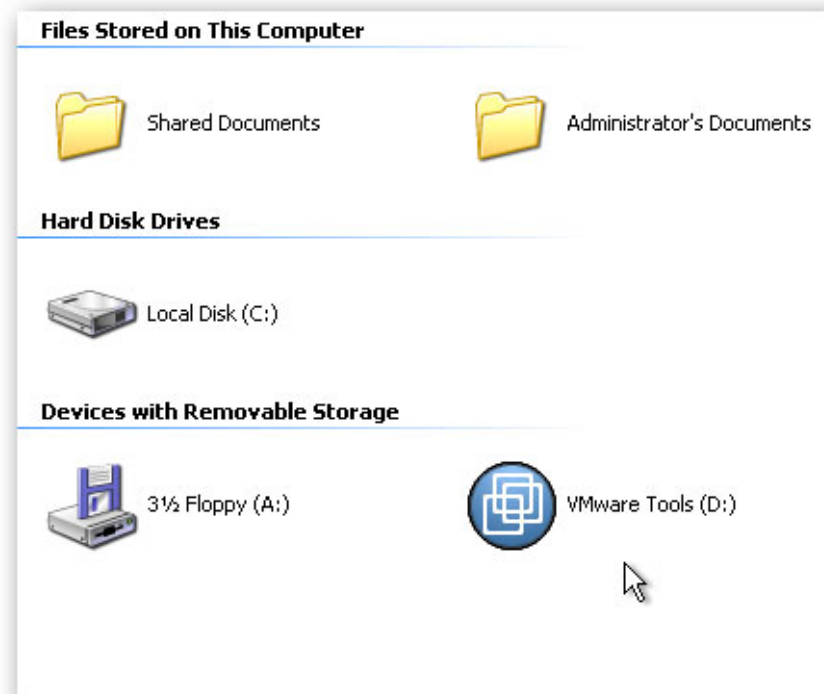 Files Stored on This Computer
Shared Documents
Administrator's Documents
Hard Disk Drives
Local Disk (C:)
Devices with Removable Storage
3½ Floppy (A:)
VMware Tools (D:)